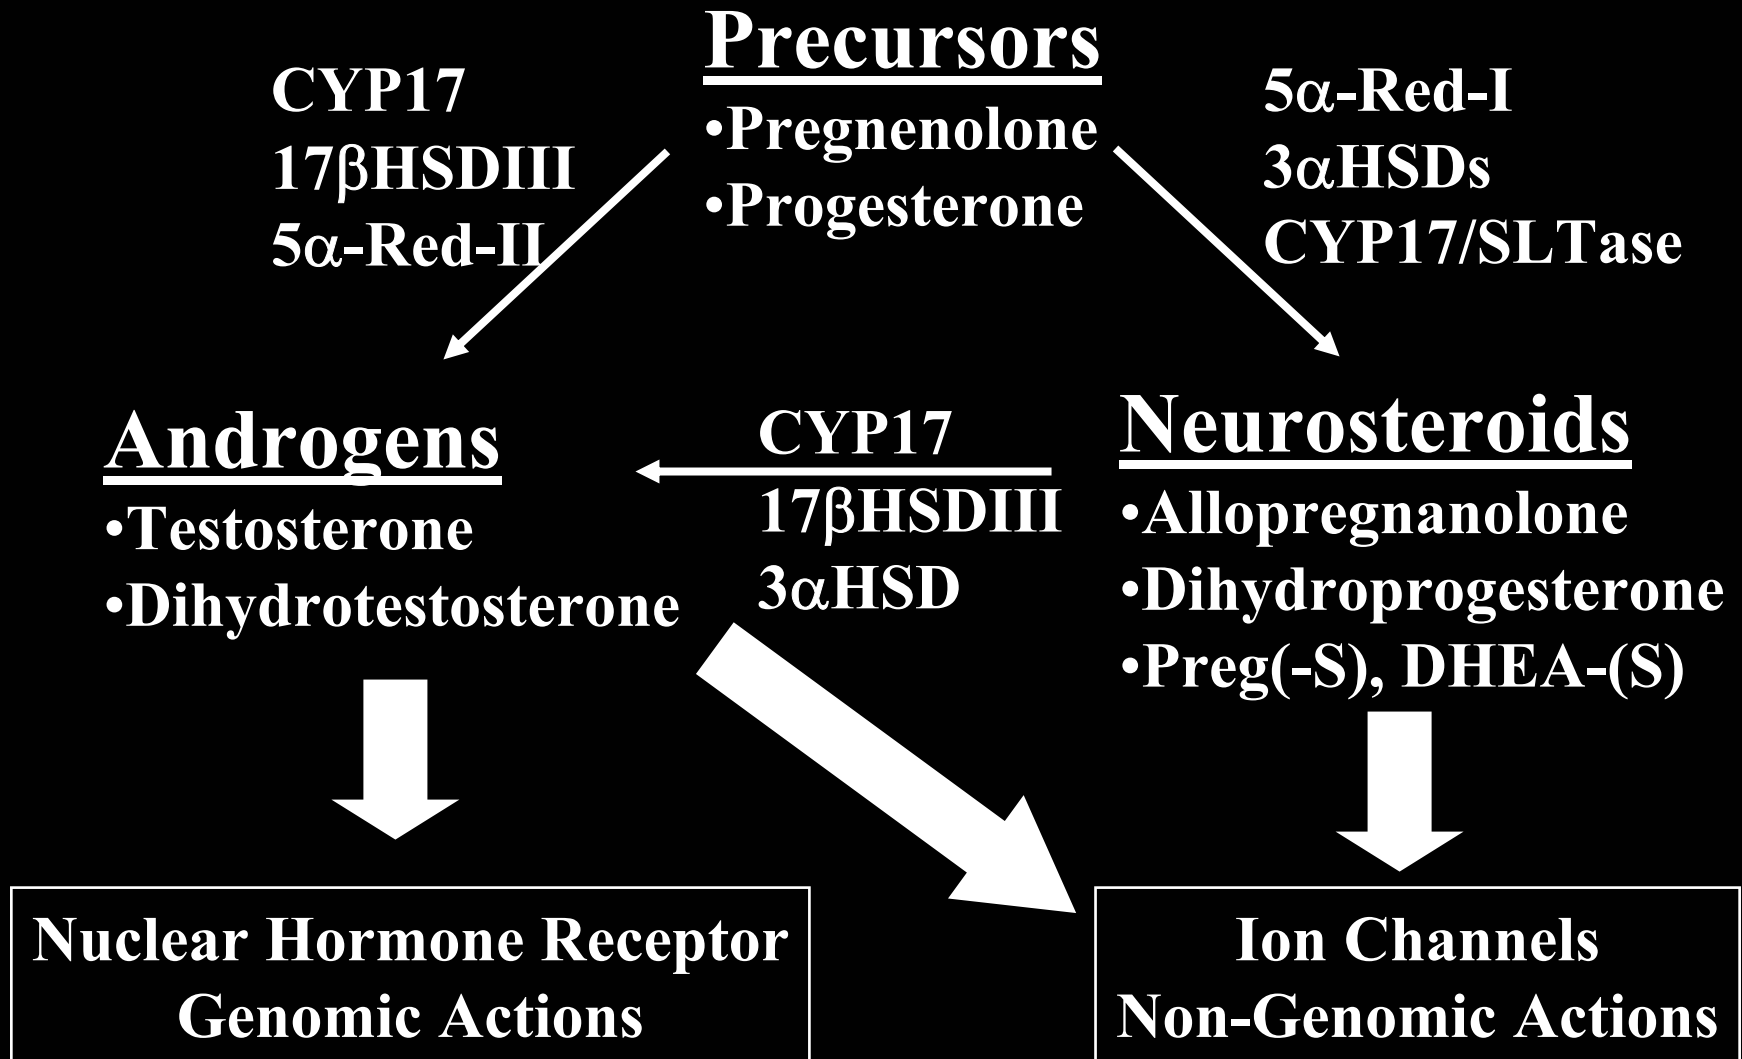 Precursors
•Pregnenolone
•Progesterone
CYP17
17βHSDIII
5α-Red-II
5α-Red-I
3αHSDs
CYP17/SLTase
Androgens
•Testosterone
•Dihydrotestosterone
CYP17
17βHSDIII
3αHSD
Neurosteroids
•Allopregnanolone
•Dihydroprogesterone
•Preg(-S), DHEA-(S)
Nuclear Hormone Receptor
Genomic Actions
Ion Channels
Non-Genomic Actions